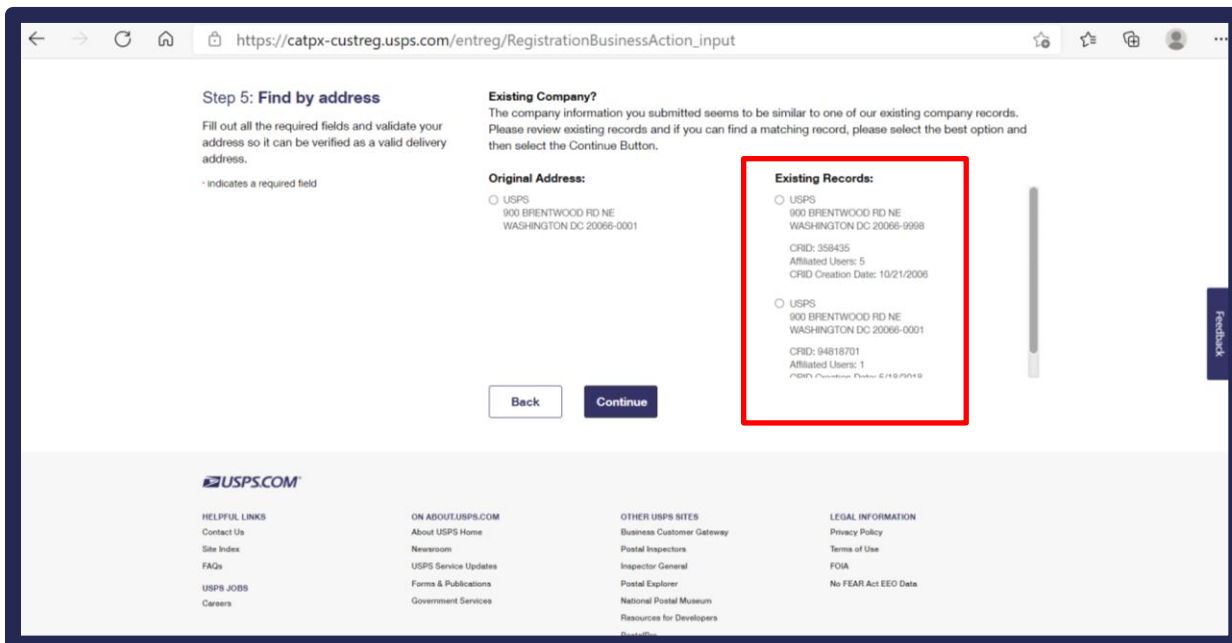 https://catpx-custreg.usps.com/entreg/RegistrationBusinessAction_input
Step 5: Find by address
Fill out all the required fields and validate your
address so it can be verified as a valid delivery
address.
* indicates a required field
Existing Company?
The company information you submitted seems to be similar to one of our existing company records.
Please review existing records and if you can find a matching record, please select the best option and
then select the Continue Button.
Original Address:
USPS
900 BRENTWOOD RD NE
WASHINGTON DC 20066-0001
Existing Records:
USPS
900 BRENTWOOD RD NE
WASHINGTON DC 20066-9998
CRID: 358435
Affiliated Users: 5
CRID Creation Date: 10/21/2006
USPS
900 BRENTWOOD RD NE
WASHINGTON DC 20066-0001
CRID: 94818701
Affiliated Users: 1
CRID Creation Date: 5/18/2018
Back
Continue
Feedback
USPS.COM
HELPFUL LINKS
Contact Us
Site Index
FAQs
USPS JOBS
Careers
ON ABOUT.USPS.COM
About USPS Home
Newsroom
USPS Service Updates
Forms & Publications
Government Services
OTHER USPS SITES
Business Customer Gateway
Postal Inspectors
Inspector General
Postal Explorer
National Postal Museum
Resources for Developers
PostalPro
LEGAL INFORMATION
Privacy Policy
Terms of Use
FOIA
No FEAR Act EEO Data